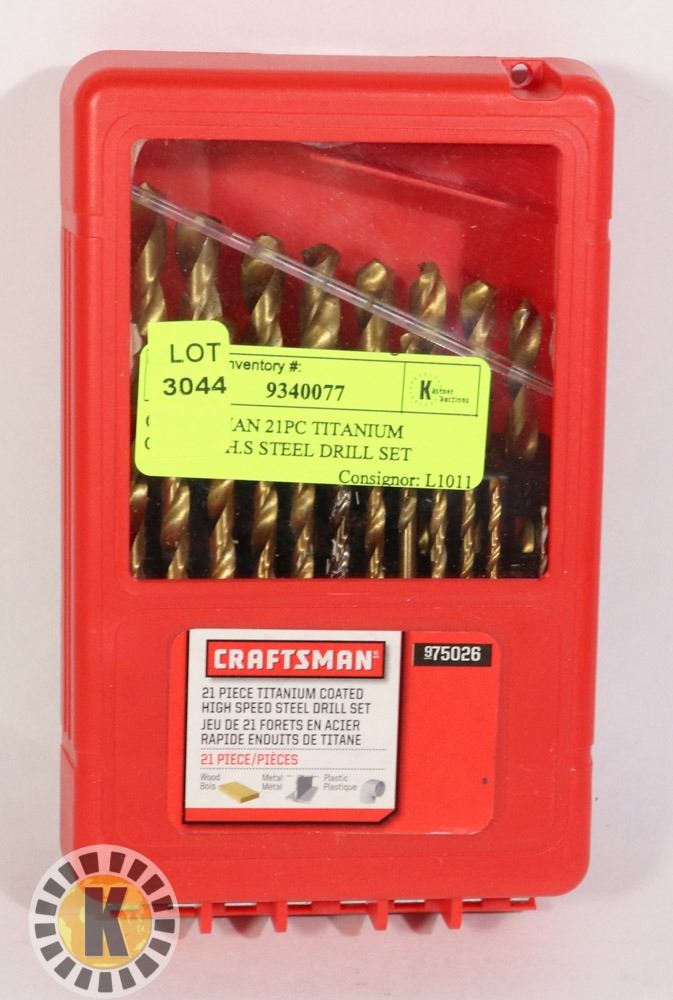 LOT
3044
nventory #:
9340077
Kastner
Auctions
AN 21PC TITANIUM
H.S STEEL DRILL SET
Consignor: L1011
CRAFTSMAN
975026
21 PIECE TITANIUM COATED
HIGH SPEED STEEL DRILL SET
JEU DE 21 FORETS EN ACIER
RAPIDE ENDUITS DE TITANE
21 PIECE/PIÈCES
Wood Metal Plastic
Bois Métal Plastique
K